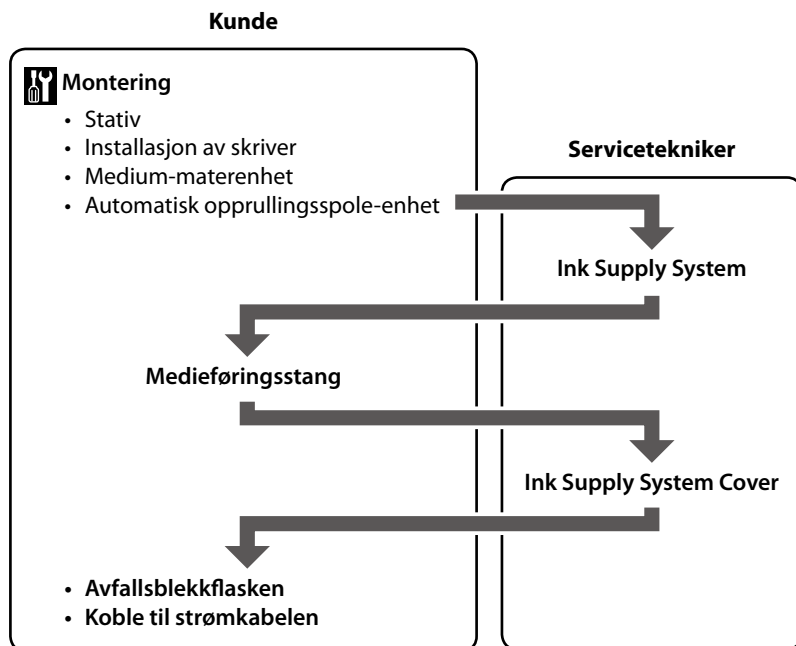 Kunde
Montering
• Stativ
• Installasjon av skriver
• Medium-materenhet
• Automatisk opprullingsspole-enhet
Servicetekniker
Ink Supply System
Medieføringsstang
Ink Supply System Cover
• Avfallsblekkflasken
• Koble til strømkabelen